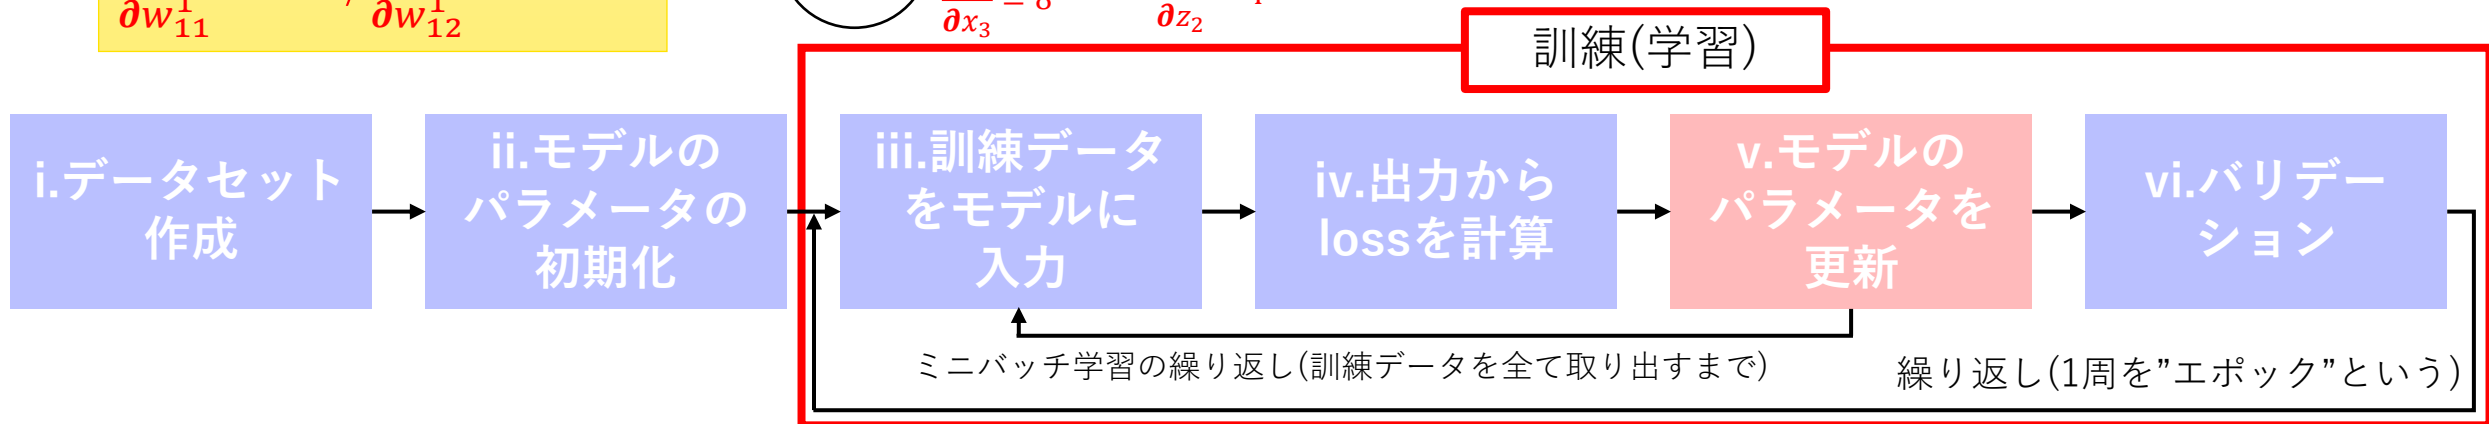 ∂w¹₁₁ ∂w¹₁₂
∂x₃
∂z₂
訓練(学習)
i.データセット
作成
ii.モデルの
パラメータの
初期化
iii.訓練データ
をモデルに
入力
iv.出力から
lossを計算
v.モデルの
パラメータを
更新
vi.バリデー
ション
ミニバッチ学習の繰り返し(訓練データを全て取り出すまで)
繰り返し(1周を”エポック”という)